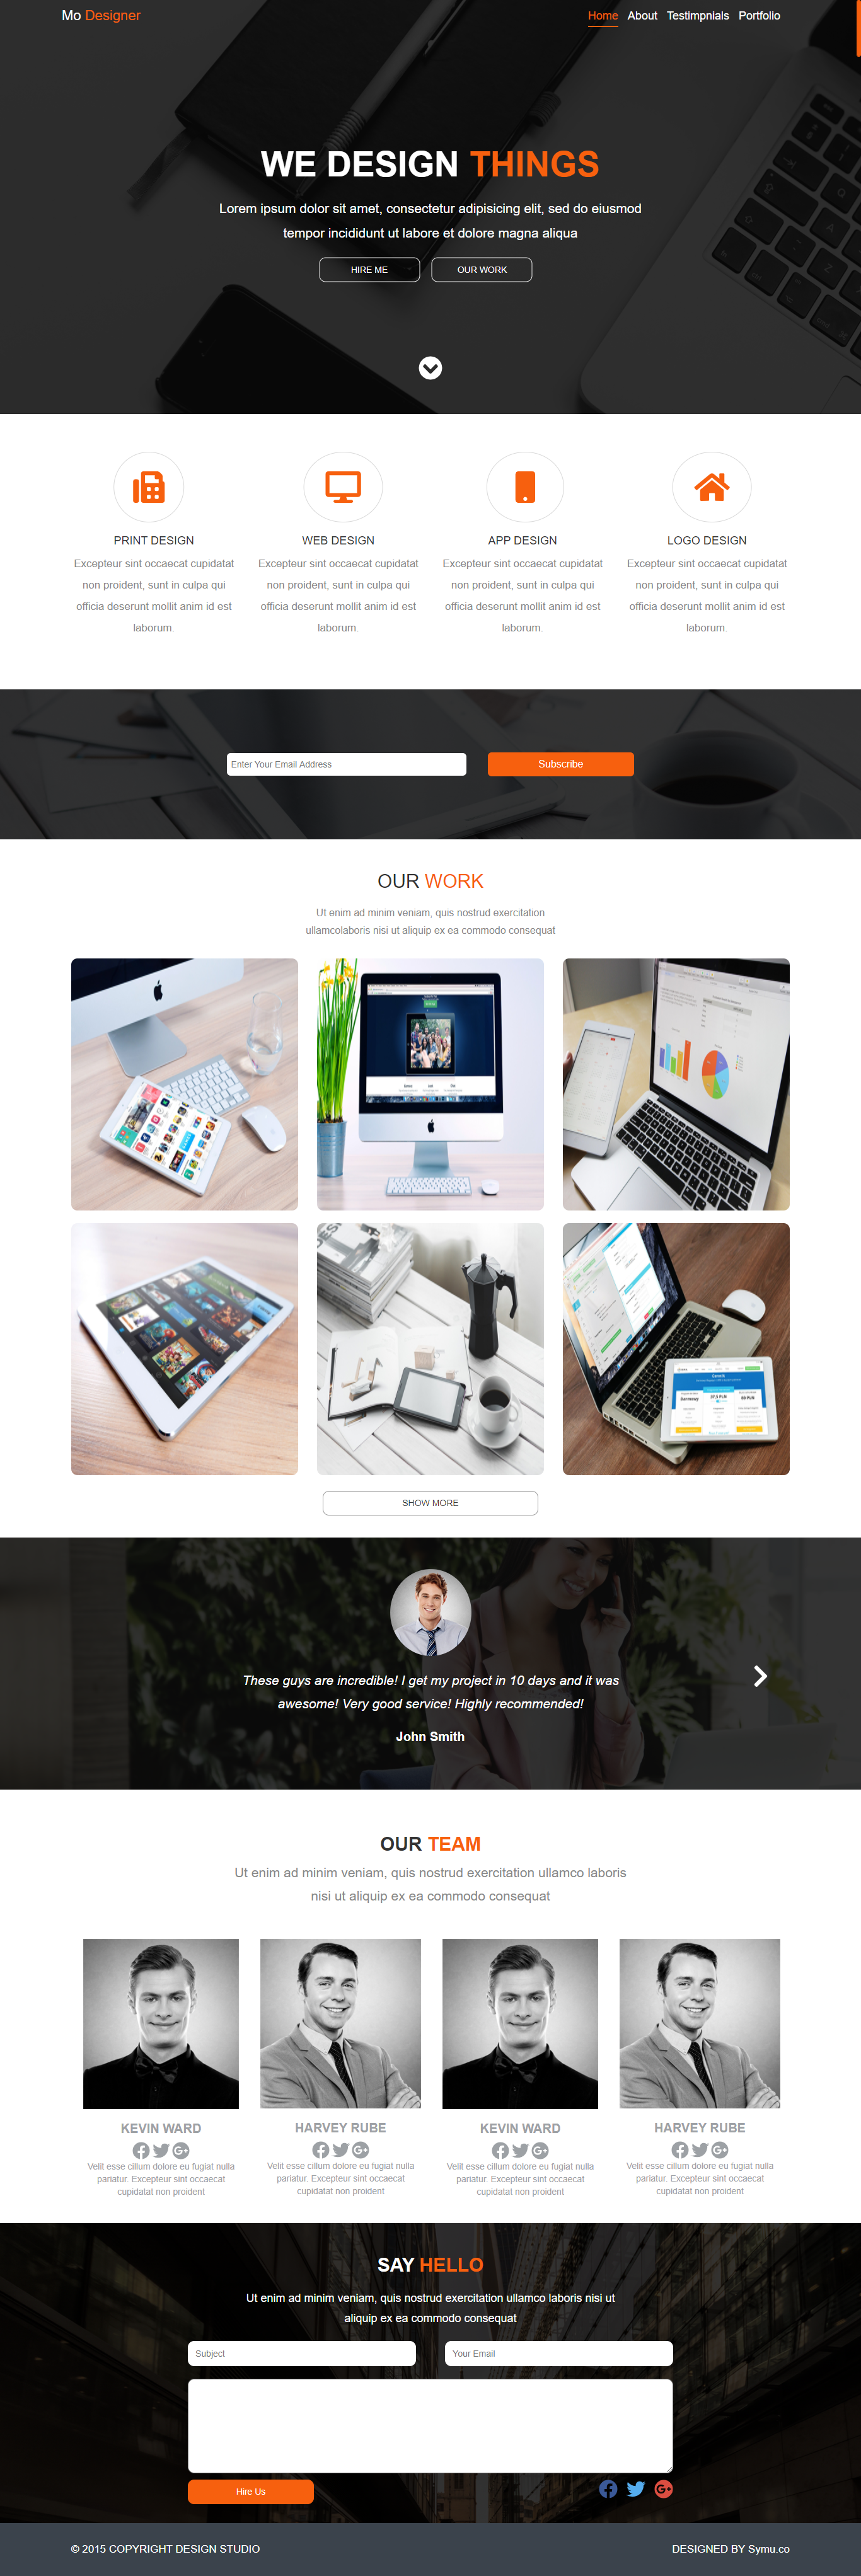 Mo Designer
Home About Testimpnials Portfolio
WE DESIGN THINGS
Lorem ipsum dolor sit amet, consectetur adipisicing elit, sed do eiusmod
tempor incididunt ut labore et dolore magna aliqua
HIRE ME
OUR WORK
PRINT DESIGN
Excepteur sint occaecat cupidatat
non proident, sunt in culpa qui
officia deserunt mollit anim id est
laborum.
WEB DESIGN
Excepteur sint occaecat cupidatat
non proident, sunt in culpa qui
officia deserunt mollit anim id est
laborum.
APP DESIGN
Excepteur sint occaecat cupidatat
non proident, sunt in culpa qui
officia deserunt mollit anim id est
laborum.
LOGO DESIGN
Excepteur sint occaecat cupidatat
non proident, sunt in culpa qui
officia deserunt mollit anim id est
laborum.
Enter Your Email Address
Subscribe
OUR WORK
Ut enim ad minim veniam, quis nostrud exercitation
ullamcolaboris nisi ut aliquip ex ea commodo consequat
SHOW MORE
These guys are incredible! I get my project in 10 days and it was
awesome! Very good service! Highly recommended!
John Smith
OUR TEAM
Ut enim ad minim veniam, quis nostrud exercitation ullamco laboris
nisi ut aliquip ex ea commodo consequat
KEVIN WARD
Velit esse cillum dolore eu fugiat nulla
pariatur. Excepteur sint occaecat
cupidatat non proident
HARVEY RUBE
Velit esse cillum dolore eu fugiat nulla
pariatur. Excepteur sint occaecat
cupidatat non proident
KEVIN WARD
Velit esse cillum dolore eu fugiat nulla
pariatur. Excepteur sint occaecat
cupidatat non proident
HARVEY RUBE
Velit esse cillum dolore eu fugiat nulla
pariatur. Excepteur sint occaecat
cupidatat non proident
SAY HELLO
Ut enim ad minim veniam, quis nostrud exercitation ullamco laboris nisi ut
aliquip ex ea commodo consequat
Subject
Your Email
Hire Us
© 2015 COPYRIGHT DESIGN STUDIO
DESIGNED BY Symu.co